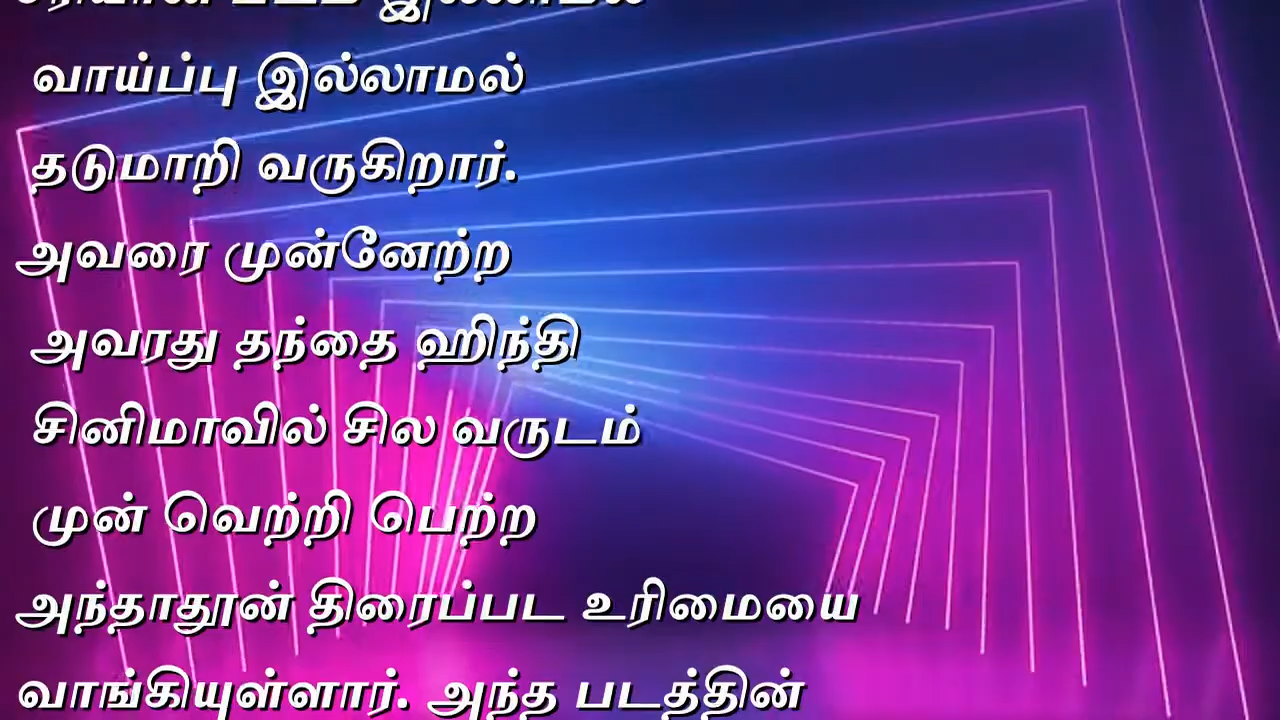 வாய்ப்பு இல்லாமல்
தடுமாறி வருகிறார்.
அவரை முன்னேற்ற
அவரது தந்தை ஹிந்தி
சினிமாவில் சில வருடம்
முன் வெற்றி பெற்ற
அந்தாதூன் திரைப்பட உரிமையை
வாங்கியுள்ளார். அந்த படத்தின்